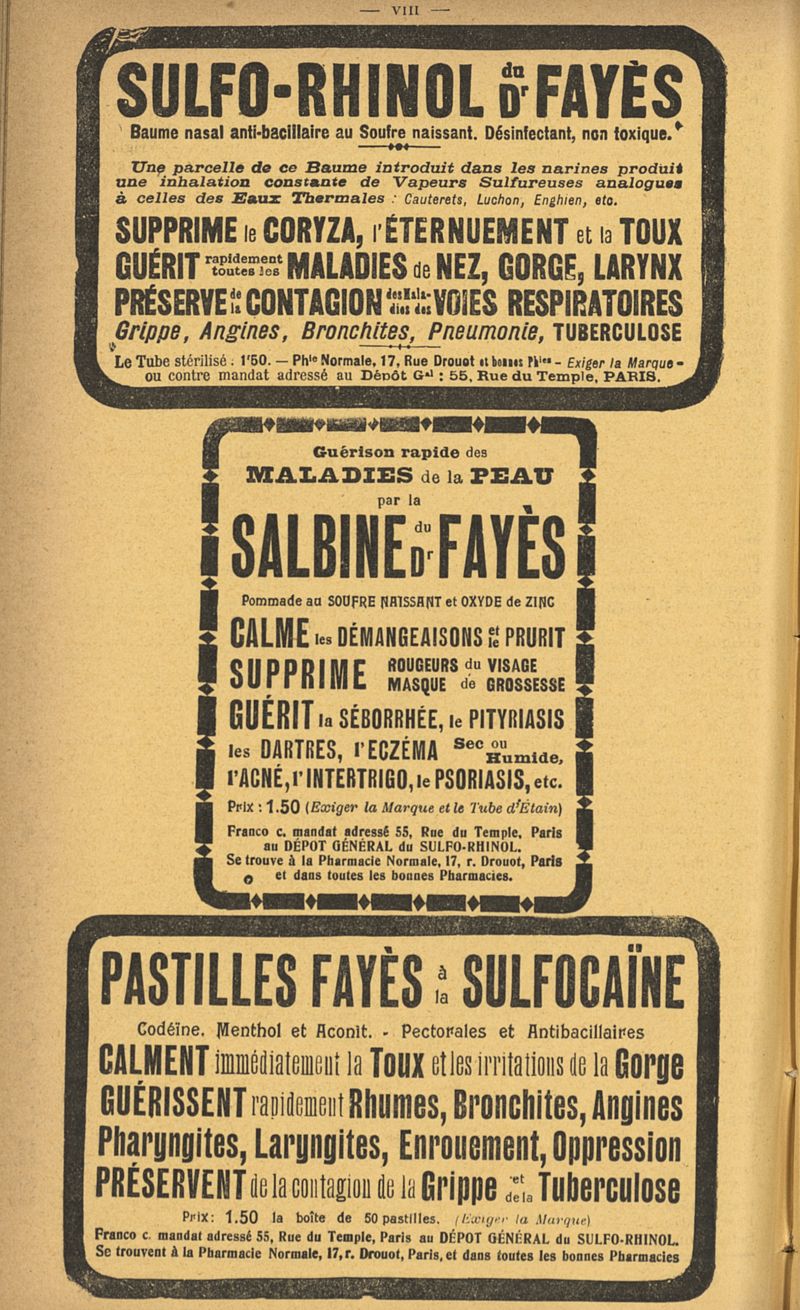 — VIII —
SULFO-RHINOL du Dr FAYÈS
Baume nasal anti-bacillaire au Soufre naissant. Désinfectant, non toxique.
Une parcelle de ce Baume introduit dans les narines produit
une inhalation constante de Vapeurs Sulfureuses analogues
à celles des Eaux Thermales : Cauterets, Luchon, Enghien, etc.
SUPPRIME le CORYZA, l'ÉTERNUEMENT et la TOUX
GUÉRIT rapidement toutes les MALADIES de NEZ, GORGE, LARYNX
PRÉSERVE de la CONTAGION des Maladies des VOIES RESPIRATOIRES
Grippe, Angines, Bronchites, Pneumonie, TUBERCULOSE
Le Tube stérilisé : 1'50. — Phie Normale, 17, Rue Drouot et bonnes Phies - Exiger la Marque -
ou contre mandat adressé au Dépôt Gal : 55, Rue du Temple, PARIS.
Guérison rapide des
MALADIES de la PEAU
par la
SALBINE du Dr FAYÈS
Pommade au SOUFRE NAISSANT et OXYDE de ZINC
CALME les DÉMANGEAISONS et le PRURIT
SUPPRIME ROUGEURS du VISAGE
MASQUE de GROSSESSE
GUÉRIT la SÉBORRHÉE, le PITYRIASIS
les DARTRES, l'ECZÉMA Sec ou Humide,
l'ACNÉ, l'INTERTRIGO, le PSORIASIS, etc.
Prix : 1.50 (Exiger la Marque et le Tube d'Étain)
Franco c. mandat adressé 55, Rue du Temple, Paris
au DÉPOT GÉNÉRAL du SULFO-RHINOL.
Se trouve à la Pharmacie Normale, 17, r. Drouot, Paris
et dans toutes les bonnes Pharmacies.
PASTILLES FAYÈS à la SULFOCAÏNE
Codéïne, Menthol et Aconit. - Pectorales et Antibacillaires
CALMENT immédiatement la Toux et les irritations de la Gorge
GUÉRISSENT rapidement Rhumes, Bronchites, Angines
Pharyngites, Laryngites, Enrouement, Oppression
PRÉSERVENT de la contagion de la Grippe et de la Tuberculose
Prix : 1.50 la boîte de 50 pastilles. (Exiger la Marque)
Franco c. mandat adressé 55, Rue du Temple, Paris au DÉPOT GÉNÉRAL du SULFO-RHINOL.
Se trouvent à la Pharmacie Normale, 17, r. Drouot, Paris, et dans toutes les bonnes Pharmacies